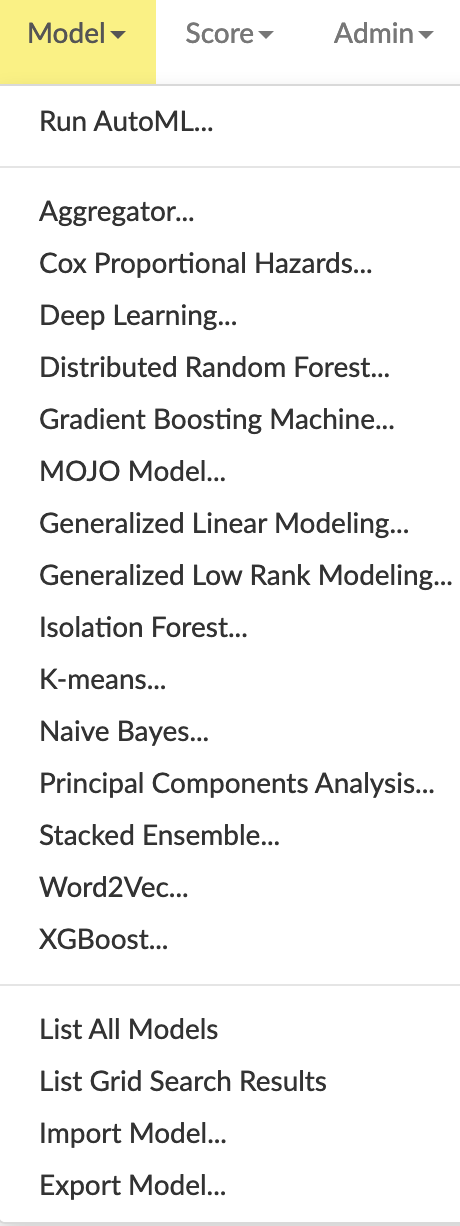 Model Score Admin
Run AutoML...
Aggregator...
Cox Proportional Hazards...
Deep Learning...
Distributed Random Forest...
Gradient Boosting Machine...
MOJO Model...
Generalized Linear Modeling...
Generalized Low Rank Modeling...
Isolation Forest...
K-means...
Naive Bayes...
Principal Components Analysis...
Stacked Ensemble...
Word2Vec...
XGBoost...
List All Models
List Grid Search Results
Import Model...
Export Model...